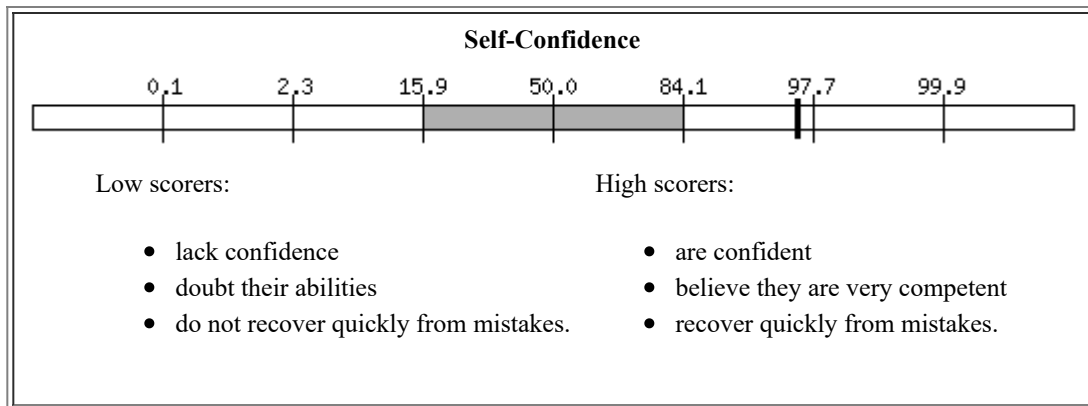 Self-Confidence
0.1 2.3 15.9 50.0 84.1 97.7 99.9
Low scorers: High scorers:
• lack confidence • are confident
• doubt their abilities • believe they are very competent
• do not recover quickly from mistakes. • recover quickly from mistakes.